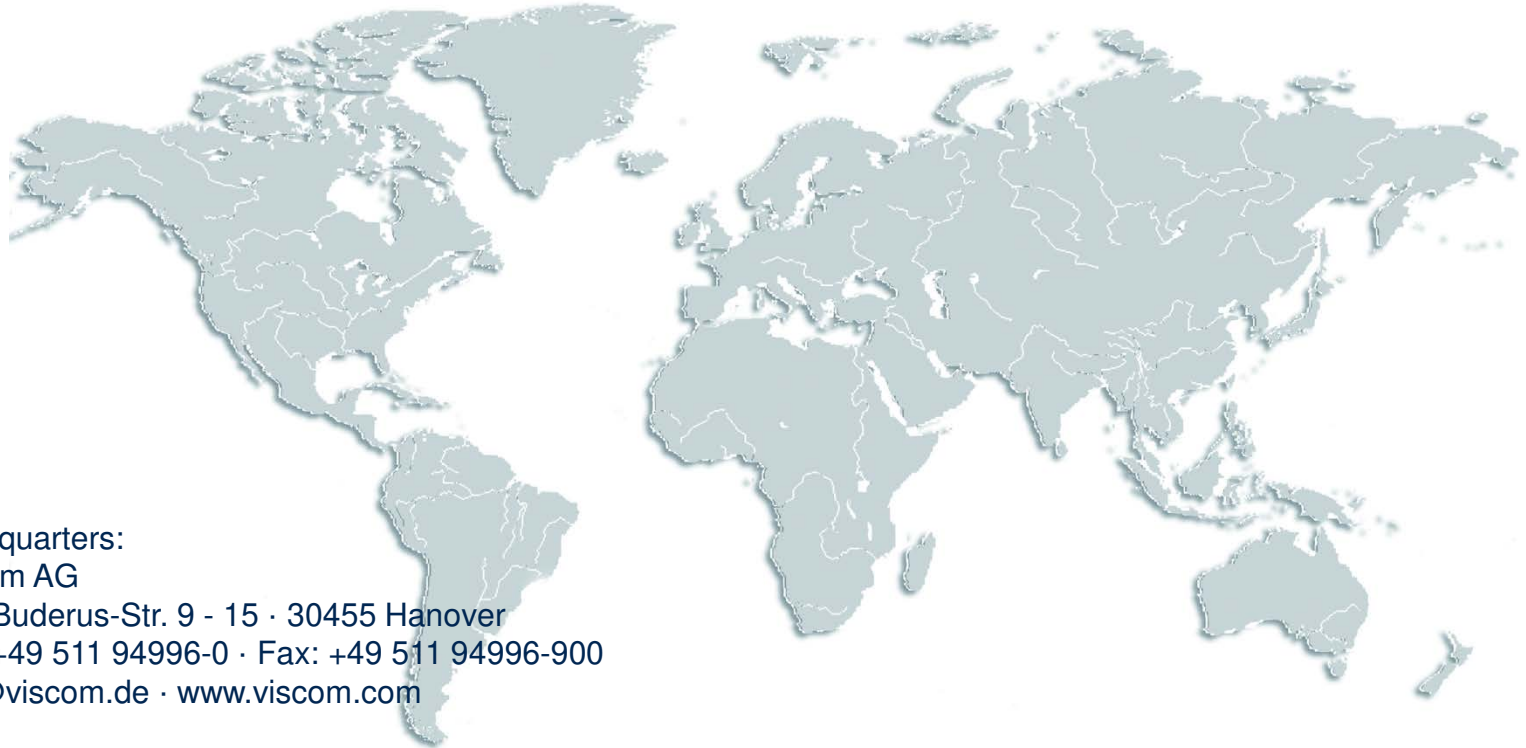 quarters:
m AG
Buderus-Str. 9 - 15 · 30455 Hanover
+49 511 94996-0 · Fax: +49 511 94996-900
@viscom.de · www.viscom.com